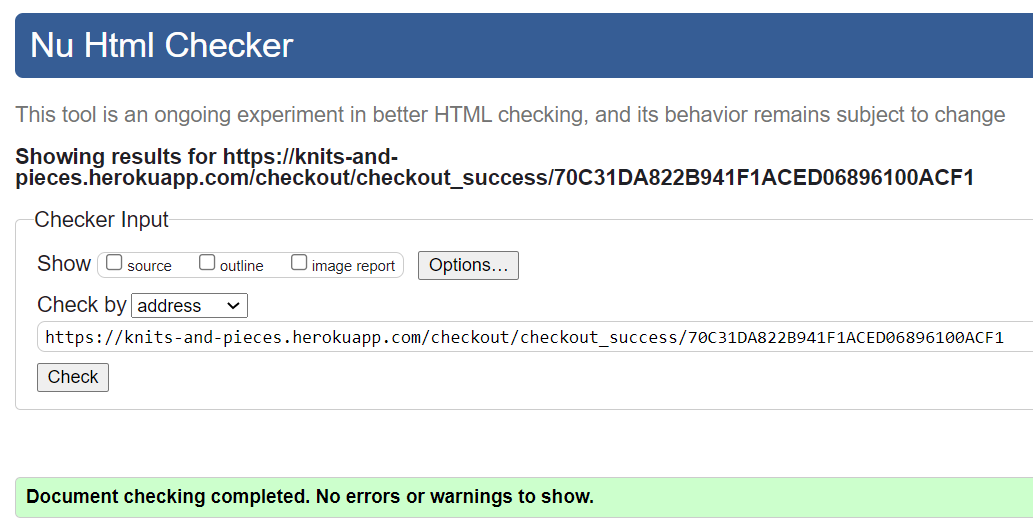 Nu Html Checker
This tool is an ongoing experiment in better HTML checking, and its behavior remains subject to change
Showing results for https://knits-and-
pieces.herokuapp.com/checkout/checkout_success/70C31DA822B941F1ACED06896100ACF1
Checker Input
Show source outline image report Options...
Check by address
https://knits-and-pieces.herokuapp.com/checkout/checkout_success/70C31DA822B941F1ACED06896100ACF1
Check
Document checking completed. No errors or warnings to show.